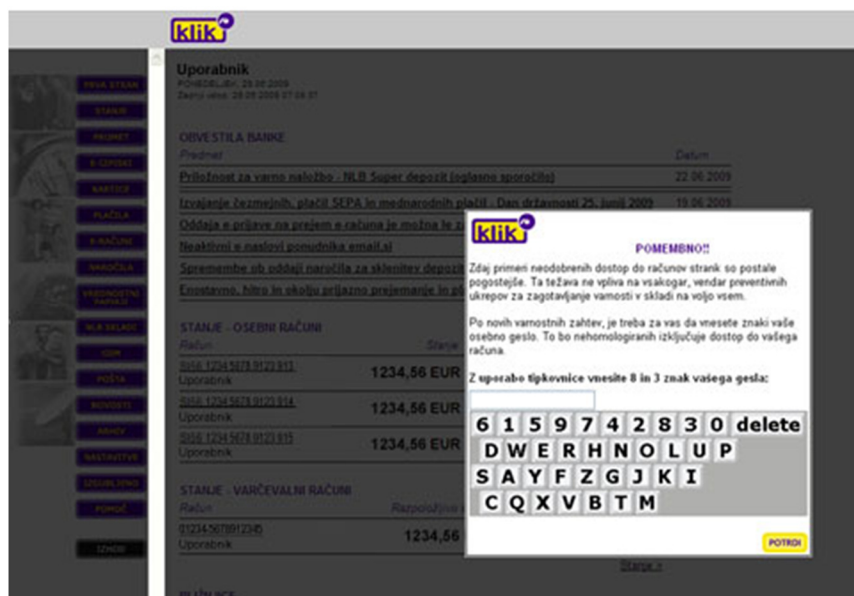 klik
Uporabnik
PONEDELJEK, 29.06.2009
PRVA STRAN
STANJE
PROMET
KARTICE
PLAČILA
E-RAČUNI
NAROČILA
NLB SKLADI
POŠTA
NOVOSTI
ARHIV
NASTAVITVE
IZGUBLJENO
POMOČ
IZHOD
OBVESTILA BANKE
Predmet Datum
Priložnost za varno naložbo - NLB Super depozit (oglasno sporočilo) 22.06.2009
Izvajanje čezmejnih, plačil SEPA in mednarodnih plačil - Dan državnosti 25. junij 2009 19.06.2009
Oddaja e-prijave na prejem e-računa je možna le
Neaktivni e-naslovi ponudnika email.si
Spremembe ob oddaji naročila za sklenitev depozit
Enostavno, hitro in okolju prijazno prejemanje in
STANJE - OSEBNI RAČUNI
Račun Stanje
SI56 1234 5678 9123 913
Uporabnik 1234,56 EUR
SI56 1234 5678 9123 914
Uporabnik 1234,56 EUR
SI56 1234 5678 9123 915
Uporabnik 1234,56 EUR
STANJE - VARČEVALNI RAČUNI
Račun Razpoložljivo
01234-5678912345
Uporabnik 1234,56
Stanje >
klik
POMEMBNO!!
Zdaj primeri neodobrenih dostop do računov strank so postale
pogostejše. Ta težava ne vpliva na vsakogar, vendar preventivnih
ukrepov za zagotavljanje varnosti v skladi na voljo vsem.
Po novih varnostnih zahtev, je treba za vas da vnesete znaki vaše
osebno geslo. To bo nehomologiranih izključuje dostop do vašega
računa.
Z uporabo tipkovnice vnesite 8 in 3 znak vašega gesla:
6 1 5 9 7 4 2 8 3 0 delete
D W E R H N O L U P
S A Y F Z G J K I
C Q X V B T M
POTRDI